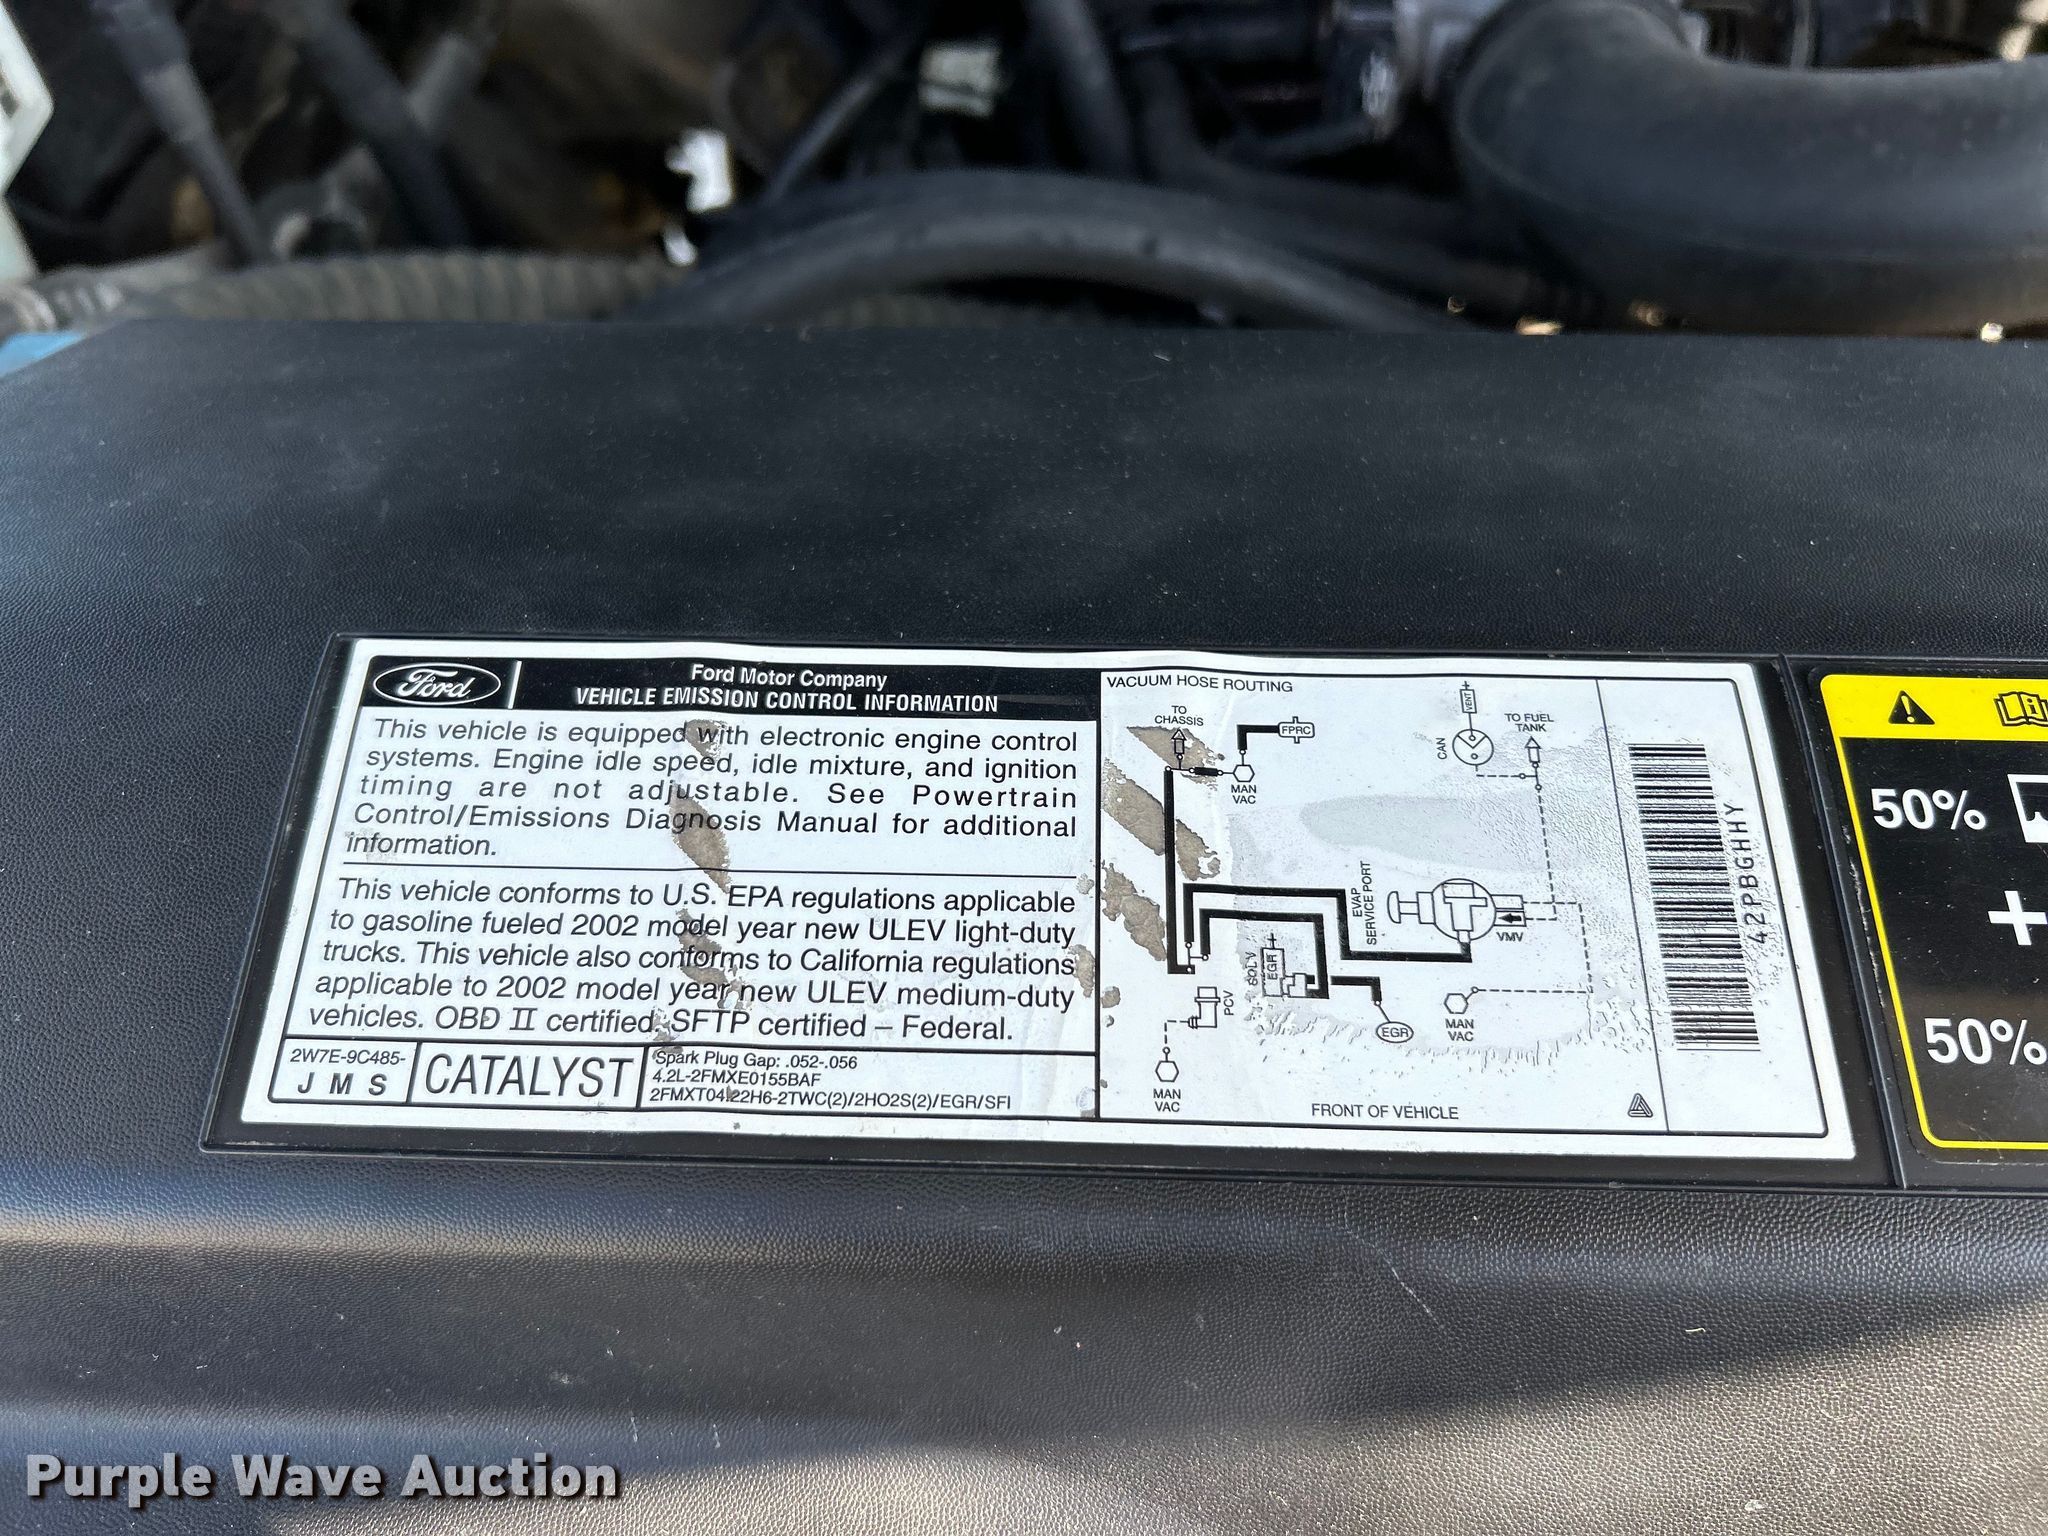 Ford
Ford Motor Company
VEHICLE EMISSION CONTROL INFORMATION
This vehicle is equipped with electronic engine control
systems. Engine idle speed, idle mixture, and ignition
timing are not adjustable. See Powertrain
Control/Emissions Diagnosis Manual for additional
information.
This vehicle conforms to U.S. EPA regulations applicable
to gasoline fueled 2002 model year new ULEV light-duty
trucks. This vehicle also conforms to California regulations
applicable to 2002 model year new ULEV medium-duty
vehicles. OBD II certified. SFTP certified – Federal.
2W7E-9C485-
J M S
CATALYST
Spark Plug Gap: .052-.056
4.2L-2FMXE0155BAF
2FMXT04.22H6-2TWC(2)/2HO2S(2)/EGR/SFI
VACUUM HOSE ROUTING
TO
CHASSIS
FPRC
MAN
VAC
VENT
CAN
TO FUEL
TANK
EVAP
SERVICE PORT
VMV
SOLV
EGR
PCV
EGR
MAN
VAC
MAN
VAC
FRONT OF VEHICLE
42PBGHHY
50%
+
50%
Purple Wave Auction